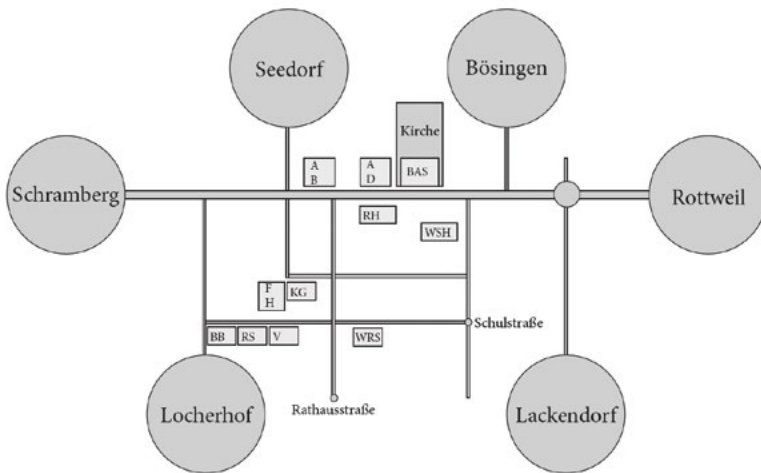 Seedorf
Bösingen
Kirche
A
B
A
D
BAS
Schramberg
Rottweil
RH
WSH
F
H
KG
Schulstraße
BB
RS
V
WRS
Locherhof
Rathausstraße
Lackendorf